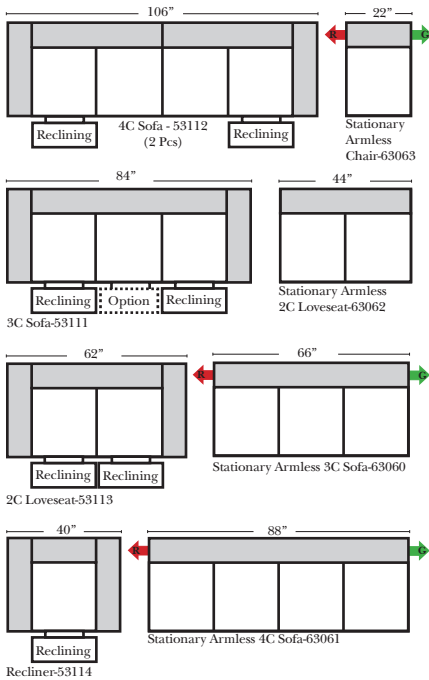 106”
22”
R
G
Reclining
4C Sofa - 53112
(2 Pcs)
Reclining
Stationary
Armless
Chair-63063
84”
44”
Reclining
Option
Reclining
3C Sofa-53111
Stationary Armless
2C Loveseat-63062
62”
66”
R
G
Reclining
Reclining
2C Loveseat-53113
Stationary Armless 3C Sofa-63060
40”
88”
R
G
Reclining
Recliner-53114
Stationary Armless 4C Sofa-63061